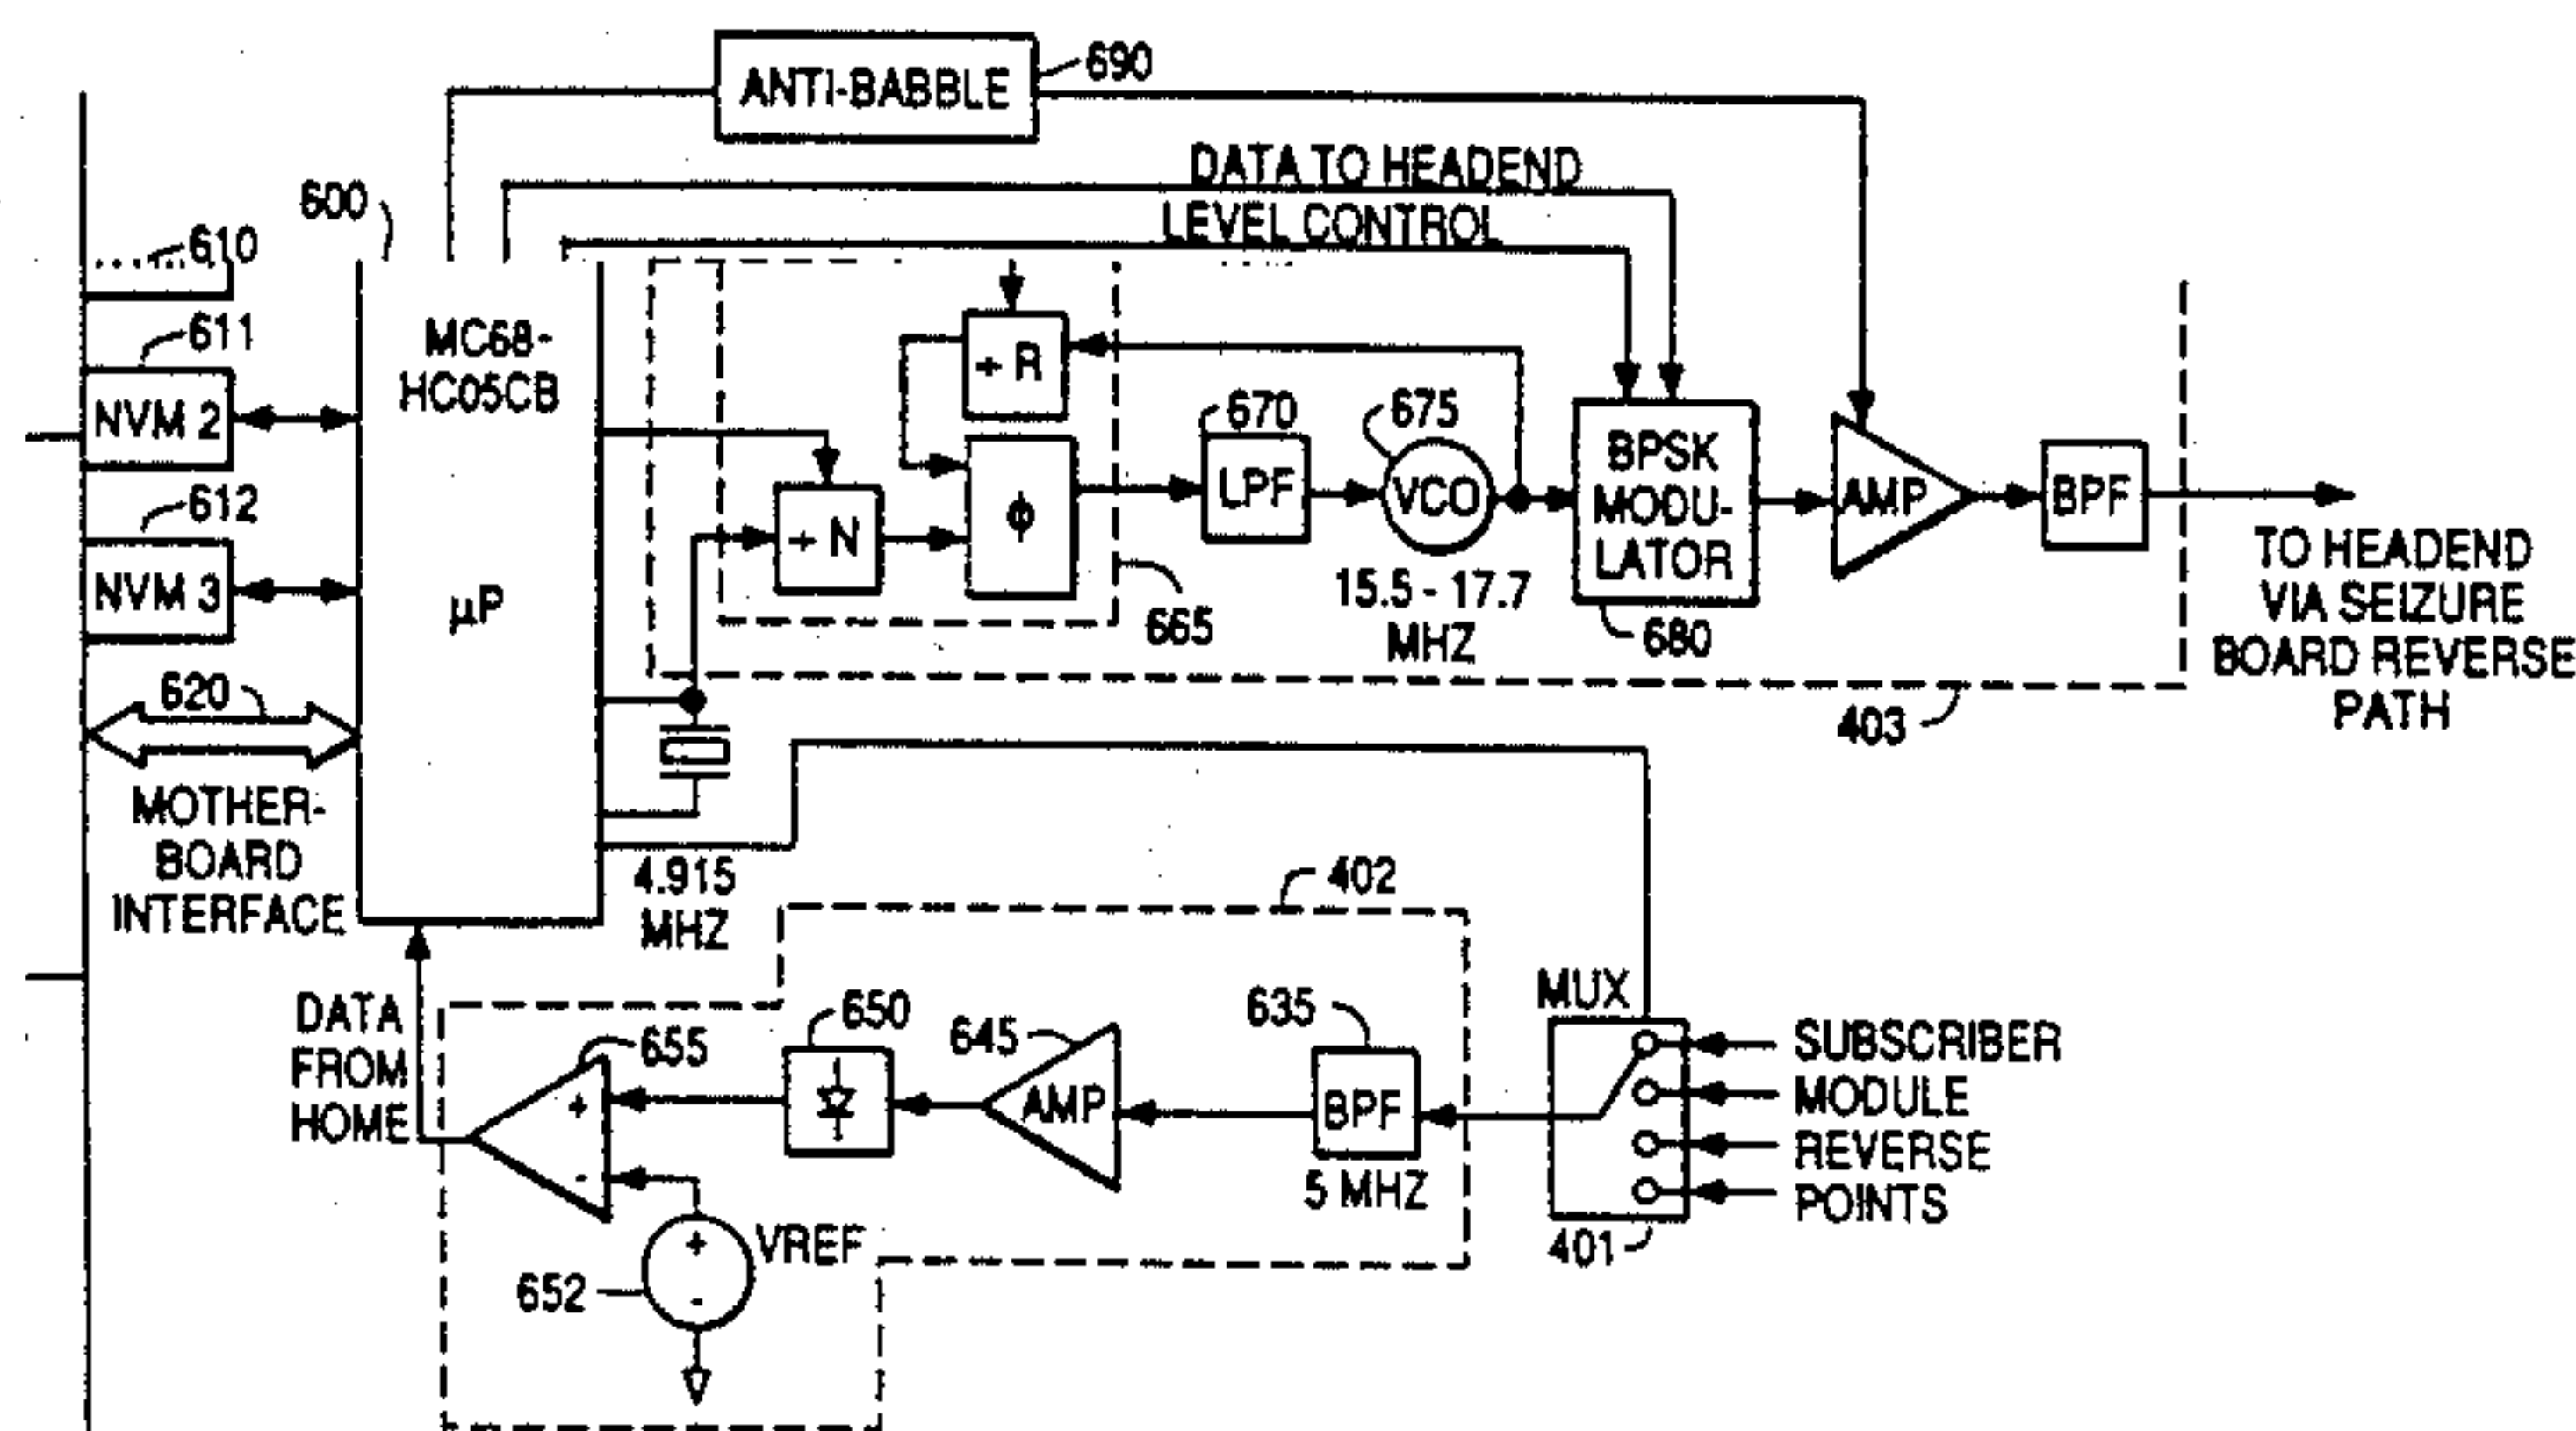 ANTI-BABBLE
690
DATA TO HEADEND
LEVEL CONTROL
600
610
611
NVM 2
612
NVM 3
620
MOTHER-
BOARD
INTERFACE
MC68-
HC05CB
µP
÷ R
÷ N
ϕ
665
670
LPF
675
VCO
15.5 - 17.7
MHZ
BPSK
MODU-
LATOR
680
AMP
BPF
TO HEADEND
VIA SEIZURE
BOARD REVERSE
PATH
403
4.915
MHZ
402
DATA
FROM
HOME
655
+
-
650
645
AMP
635
BPF
5 MHZ
MUX
401
SUBSCRIBER
MODULE
REVERSE
POINTS
652
+
-
VREF